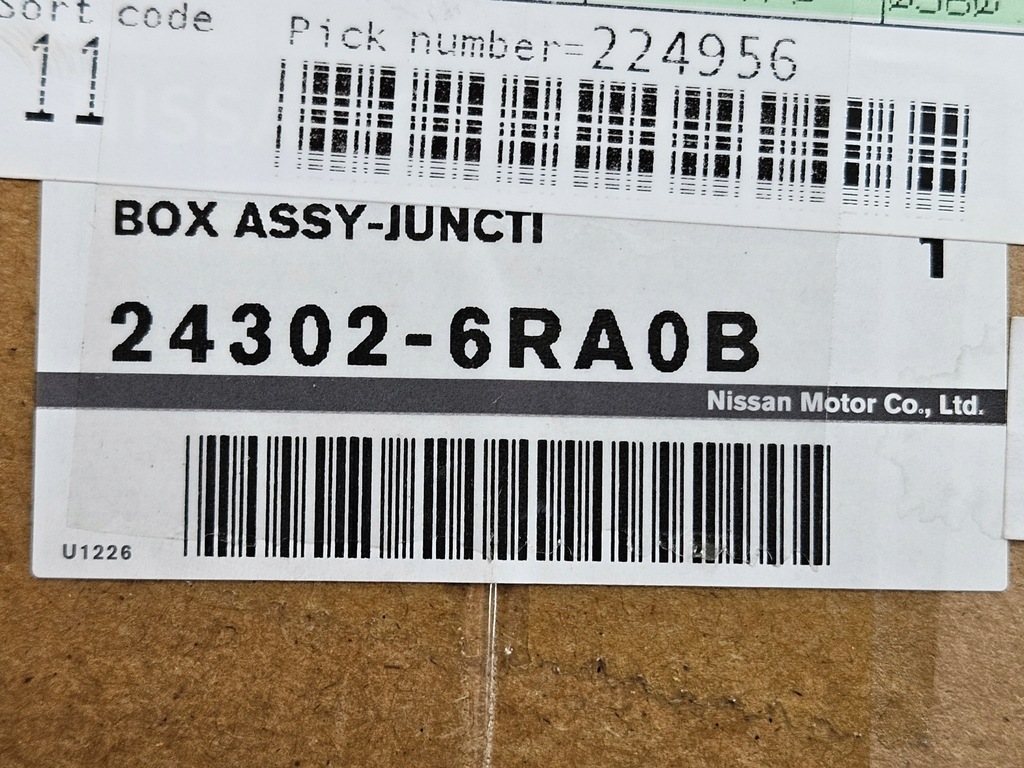 Sort code
Pick number=224956
11
BOX ASSY-JUNCTI
1
24302-6RA0B
Nissan Motor Co., Ltd.
U1226